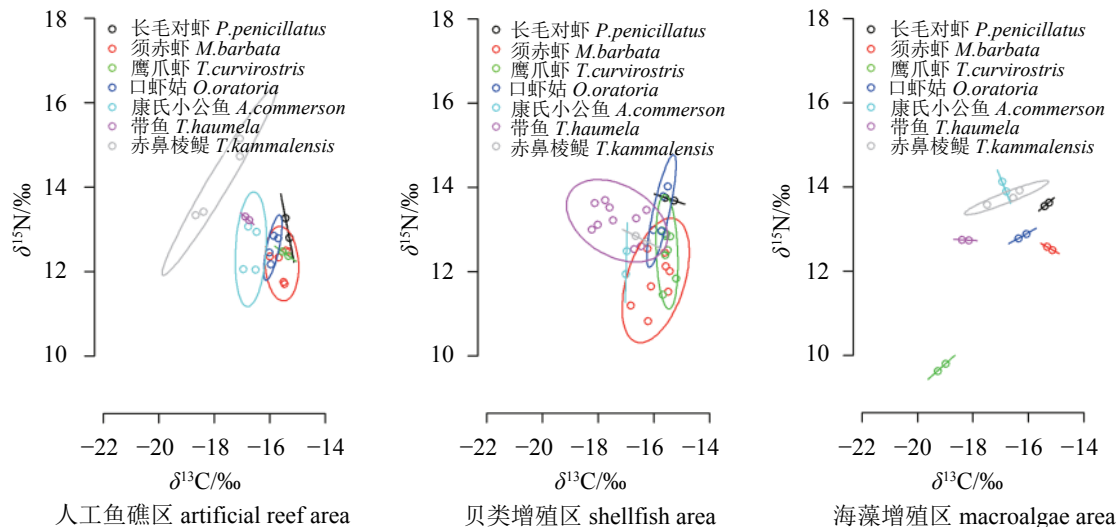 18
16
14
12
10
δ¹⁵N/‰
长毛对虾 P.penicillatus
须赤虾 M.barbata
鹰爪虾 T.curvirostris
口虾姑 O.oratoria
康氏小公鱼 A.commerson
带鱼 T.haumela
赤鼻棱鳀 T.kammalensis
−22 −20 −18 −16 −14
δ¹³C/‰
人工鱼礁区 artificial reef area
18
16
14
12
10
δ¹⁵N/‰
长毛对虾 P.penicillatus
须赤虾 M.barbata
鹰爪虾 T.curvirostris
口虾姑 O.oratoria
康氏小公鱼 A.commerson
带鱼 T.haumela
赤鼻棱鳀 T.kammalensis
−22 −20 −18 −16 −14
δ¹³C/‰
贝类增殖区 shellfish area
18
16
14
12
10
δ¹⁵N/‰
长毛对虾 P.penicillatus
须赤虾 M.barbata
鹰爪虾 T.curvirostris
口虾姑 O.oratoria
康氏小公鱼 A.commerson
带鱼 T.haumela
赤鼻棱鳀 T.kammalensis
−22 −20 −18 −16 −14
δ¹³C/‰
海藻增殖区 macroalgae area